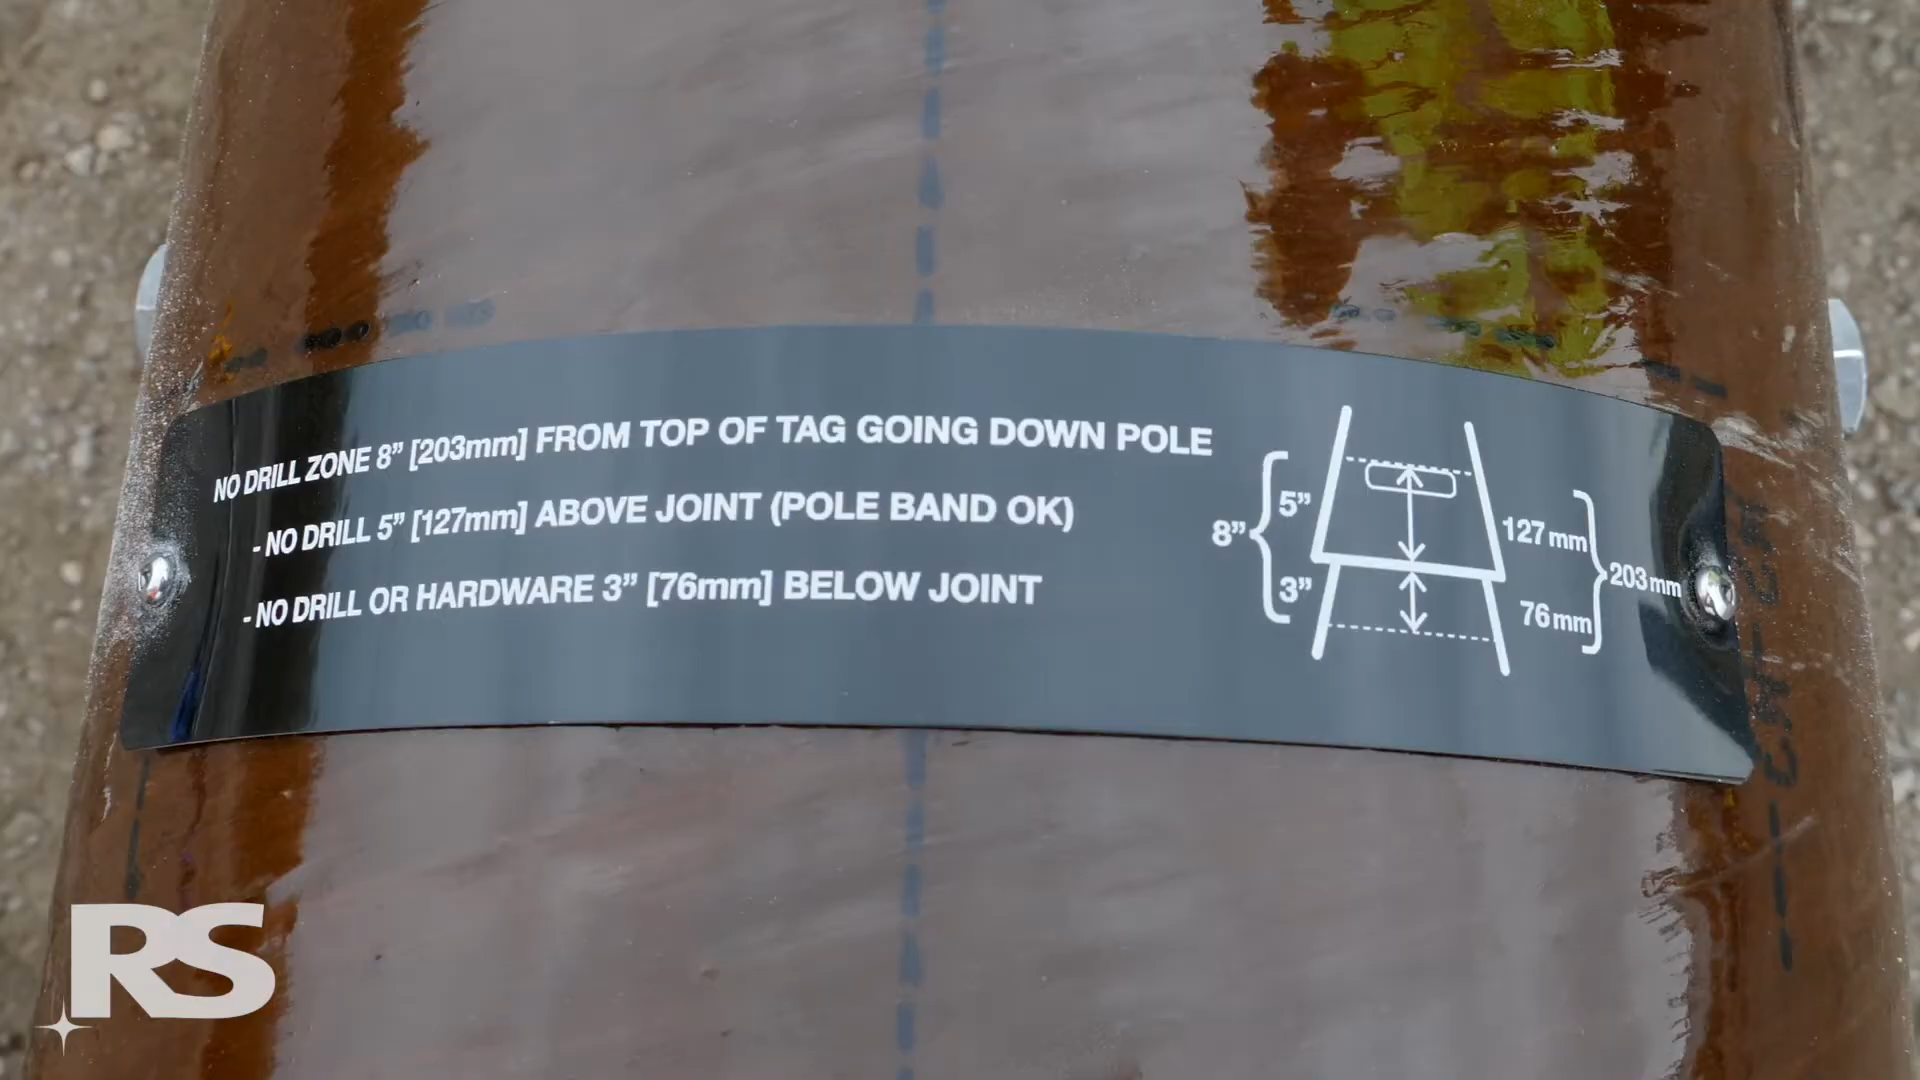 NO DRILL ZONE 8” [203mm] FROM TOP OF TAG GOING DOWN POLE
- NO DRILL 5” [127mm] ABOVE JOINT (POLE BAND OK)
- NO DRILL OR HARDWARE 3” [76mm] BELOW JOINT
8”
5”
3”
127 mm
76 mm
203 mm
RS